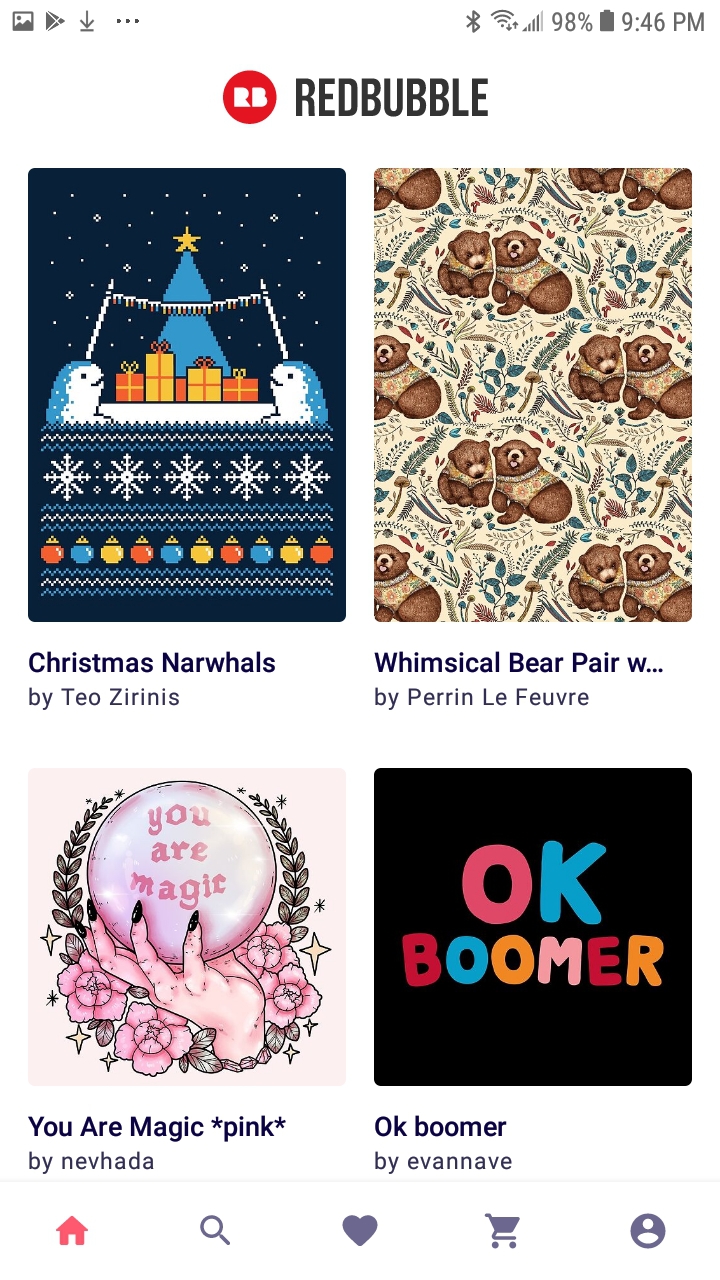 98% 9:46 PM
RB REDBUBBLE
Christmas Narwhals
by Teo Zirinis
Whimsical Bear Pair w...
by Perrin Le Feuvre
you
are
magic
OK
BOOMER
You Are Magic *pink*
by nevhada
Ok boomer
by evannave